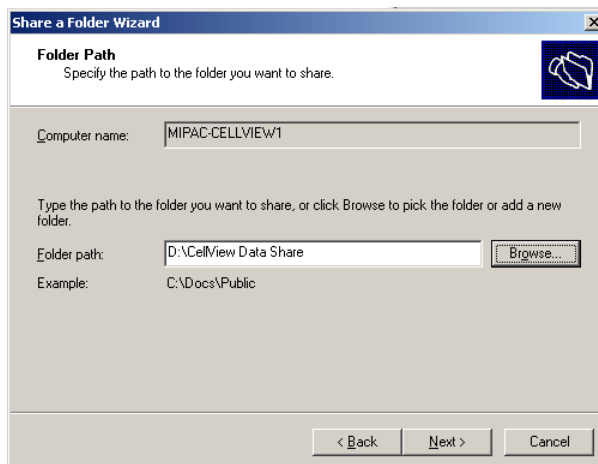 Share a Folder Wizard
Folder Path
Specify the path to the folder you want to share.
Computer name: MIPAC-CELLVIEW1
Type the path to the folder you want to share, or click Browse to pick the folder or add a new
folder.
Folder path: D:\CellView Data Share Browse...
Example: C:\Docs\Public
< Back Next > Cancel